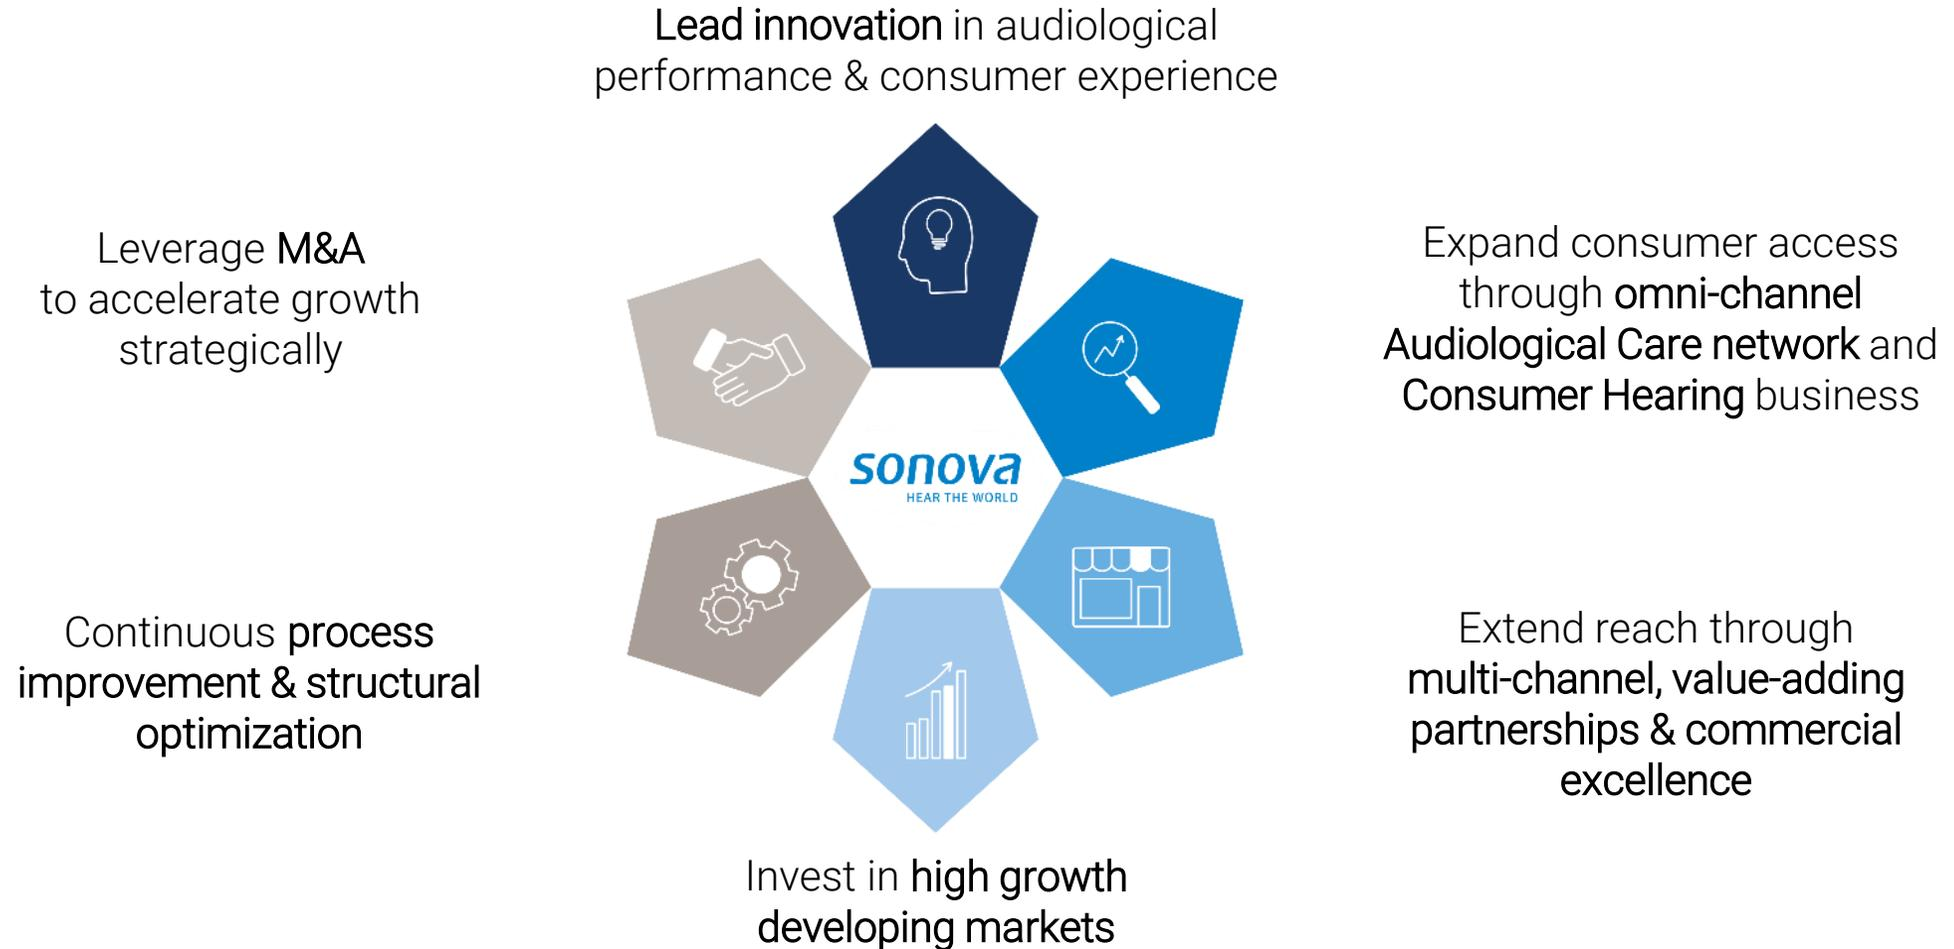 Lead innovation in audiological
performance & consumer experience
Expand consumer access
through omni-channel
Audiological Care network and
Consumer Hearing business
Extend reach through
multi-channel, value-adding
partnerships & commercial
excellence
Invest in high growth
developing markets
Continuous process
improvement & structural
optimization
Leverage M&A
to accelerate growth
strategically
sonova
HEAR THE WORLD